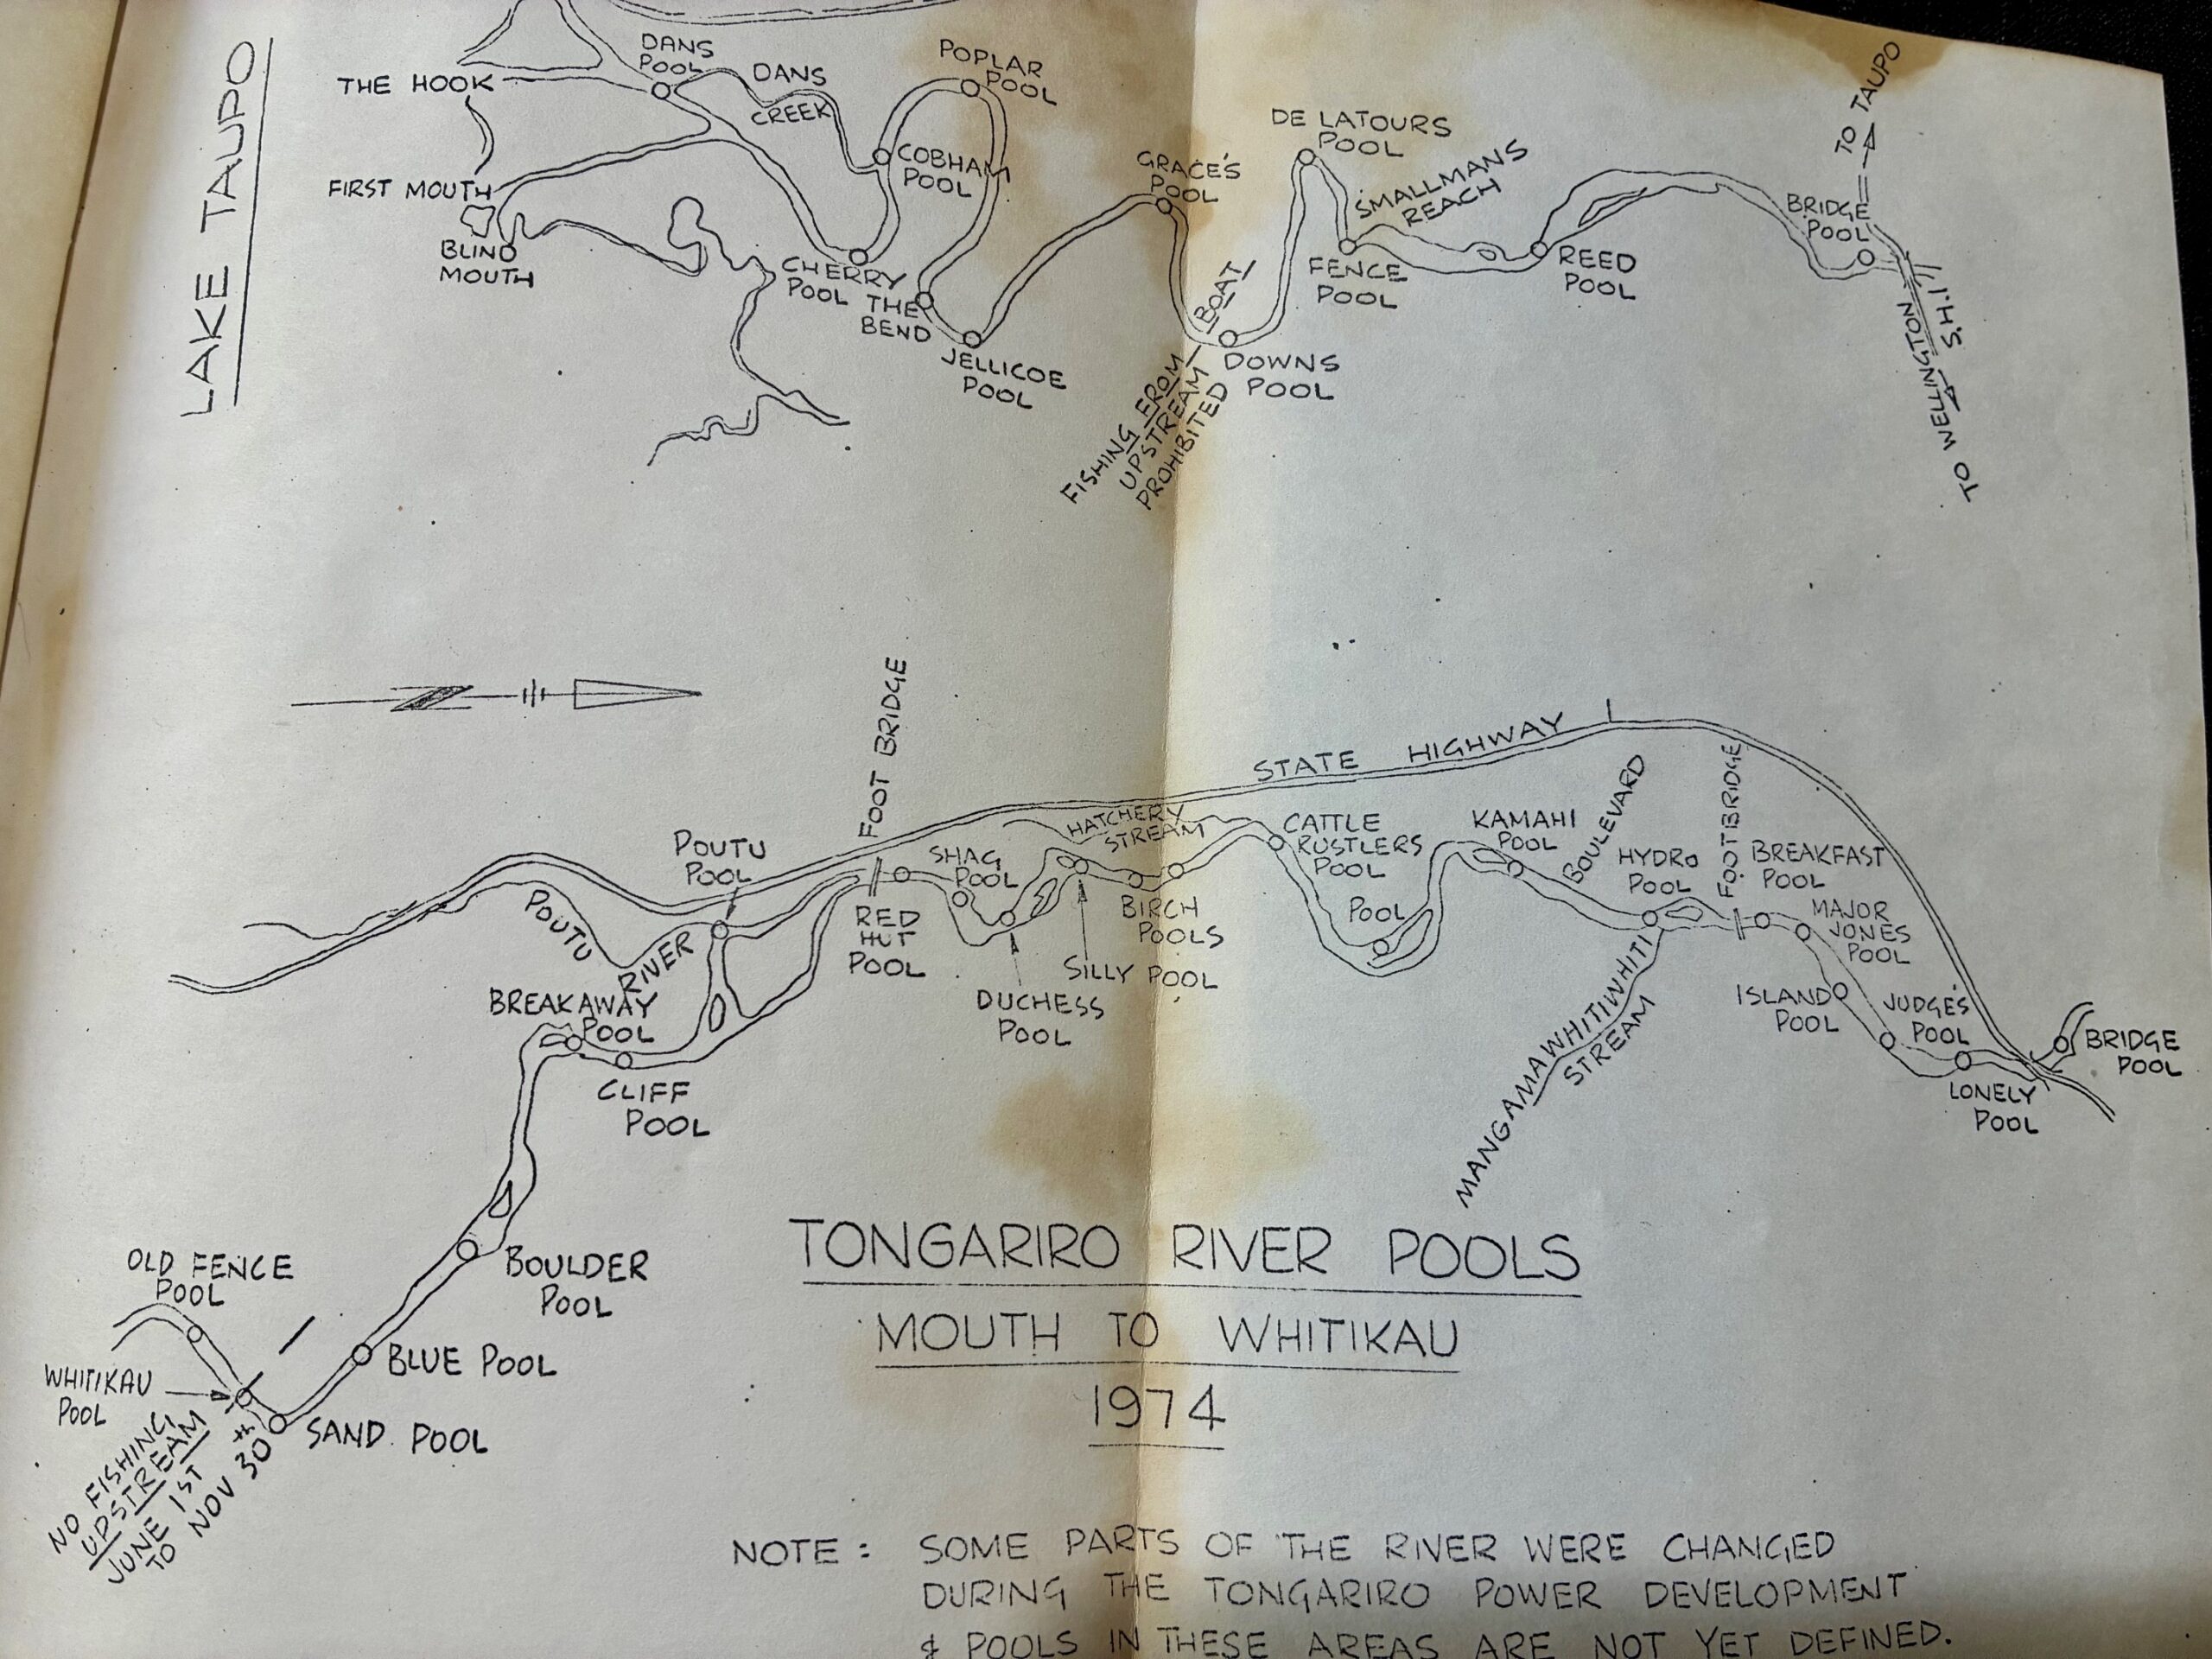 LAKE TAUPO
THE HOOK
DANS
POOL
DANS
CREEK
POPLAR
POOL
COBHAM
POOL
FIRST MOUTH
BLIND
MOUTH
CHERRY
POOL
THE
BEND
JELLICOE
POOL
GRACE'S
POOL
DE LATOURS
POOL
SMALLMANS
REACH
FENCE
POOL
REED
POOL
BRIDGE
POOL
TO TAUPO
S.H.1
TO WELLINGTON
BOAT
DOWNS
POOL
FISHING FROM
UPSTREAM
PROHIBITED
FOOT BRIDGE
STATE HIGHWAY 1
POUTU
POOL
POUTU
RIVER
SHAG
POOL
HATCHERY
STREAM
RED
HUT
POOL
DUCHESS
POOL
SILLY POOL
BIRCH
POOLS
CATTLE
RUSTLERS
POOL
POOL
KAMAHI
POOL
BOULEVARD
HYDRO
POOL
FOOTBRIDGE
BREAKFAST
POOL
MAJOR
JONES
POOL
ISLAND
POOL
JUDGE'S
POOL
LONELY
POOL
BRIDGE
POOL
MANGAMAWHITIWHITI
STREAM
BREAKAWAY
POOL
CLIFF
POOL
BOULDER
POOL
OLD FENCE
POOL
BLUE POOL
WHITIKAU
POOL
SAND POOL
NO FISHING
UPSTREAM
JUNE 1ST
TO NOV 30th
TONGARIRO RIVER POOLS
MOUTH TO WHITIKAU
1974
NOTE : SOME PARTS OF THE RIVER WERE CHANGED
DURING THE TONGARIRO POWER DEVELOPMENT
& POOLS IN THESE AREAS ARE NOT YET DEFINED.